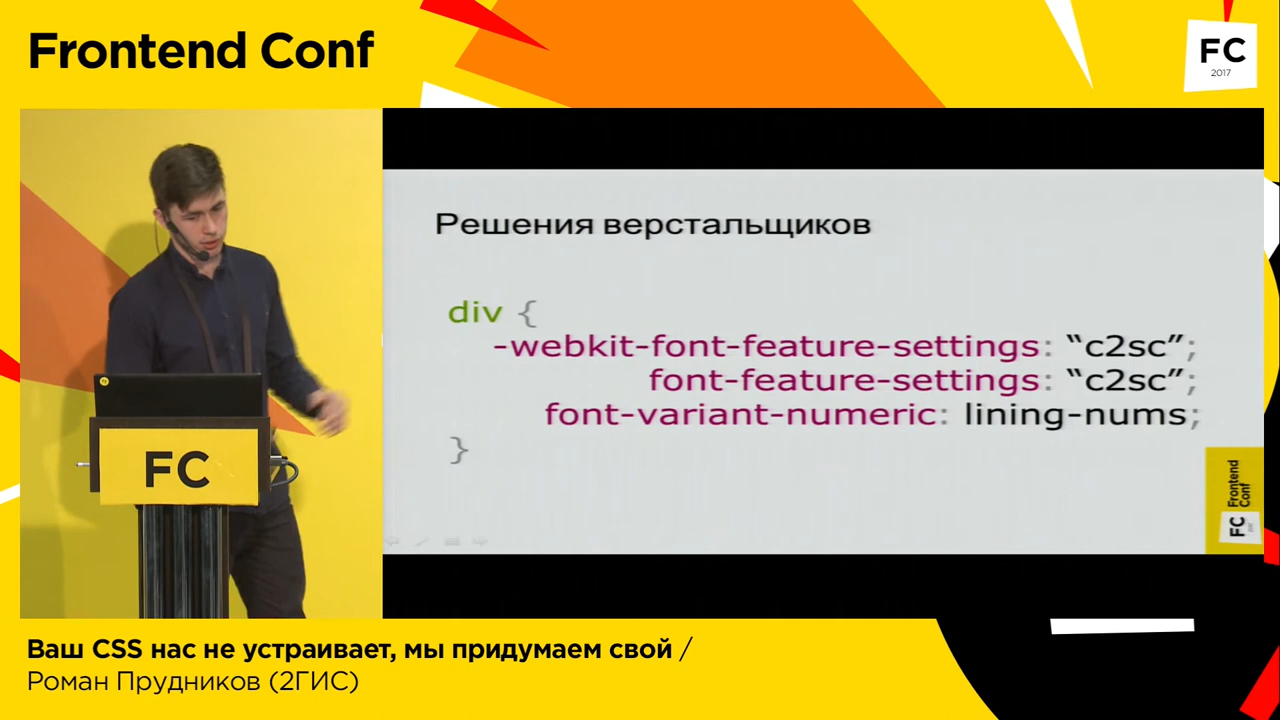 Frontend Conf
FC
2017
Решения верстальщиков
div {
-webkit-font-feature-settings: “c2sc”;
font-feature-settings: “c2sc”;
font-variant-numeric: lining-nums;
}
Frontend
Conf
FC
FC
Ваш CSS нас не устраивает, мы придумаем свой /
Роман Прудников (2ГИС)